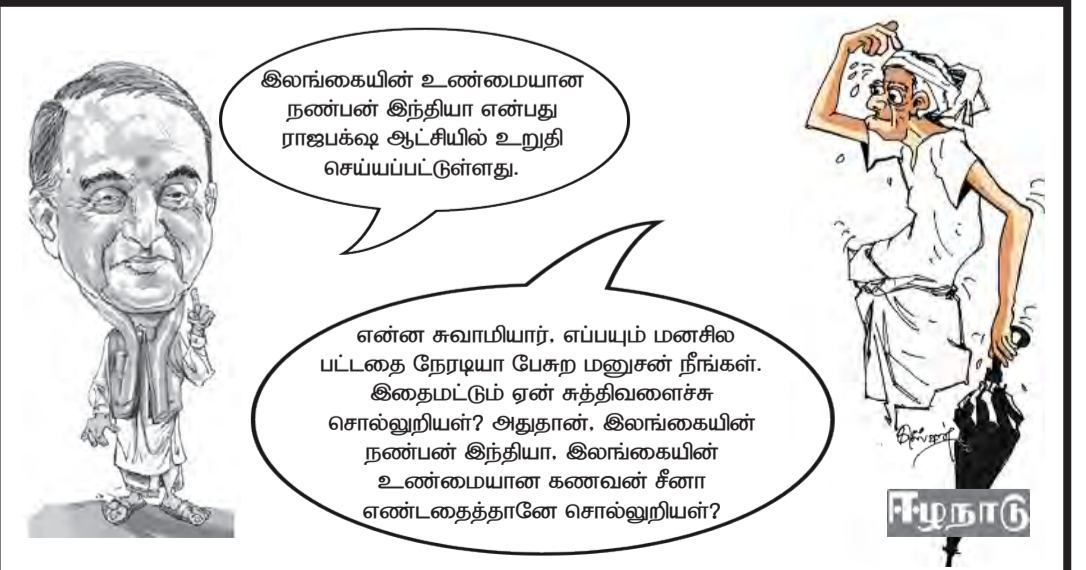 இலங்கையின் உண்மையான
நண்பன் இந்தியா என்பது
ராஜபக்‌ஷ ஆட்சியில் உறுதி
செய்யப்பட்டுள்ளது.
என்ன சுவாமியார், எப்பயும் மனசில
பட்டதை நேரடியா பேசுற மனுசன் நீங்கள்.
இதைமட்டும் ஏன் சுத்திவளைச்சு
சொல்லுறியள்? அதுதான், இலங்கையின்
நண்பன் இந்தியா. இலங்கையின்
உண்மையான கணவன் சீனா
எண்டதைத்தானே சொல்லுறியள்?
ஈழநாடு